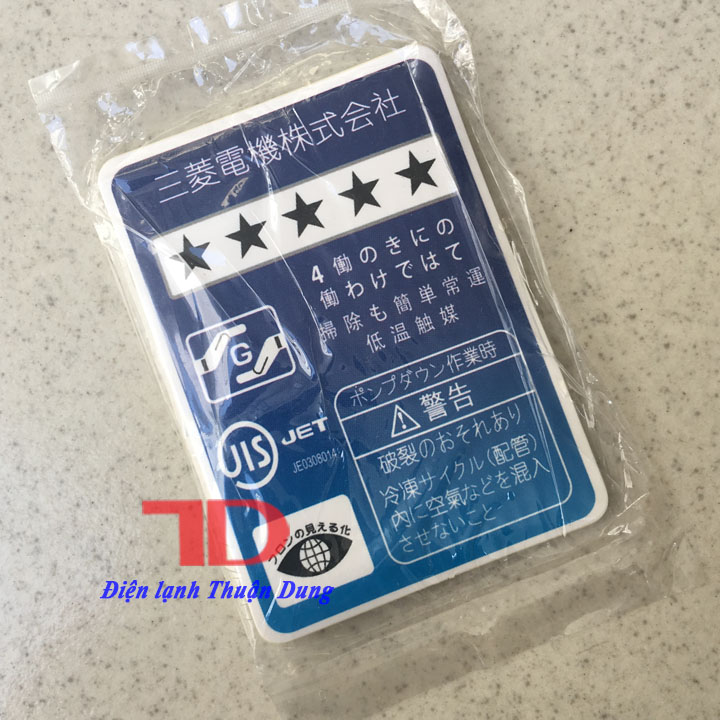 三菱電機株式会社
4 働のきにの
働わけではて
掃除も簡単常運
低温触媒
G
ポンプダウン作業時
警告
破裂のおそれあり
冷凍サイクル(配管)
内に空氣などを混入
させないこと
JIS
JET
JE0308014
フロンの見える化
TD
Điện lạnh Thuận Dung